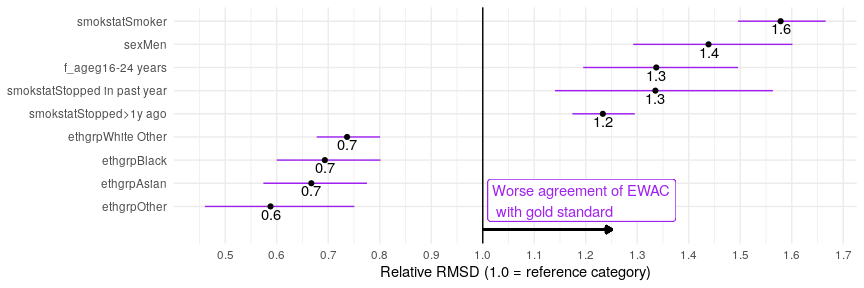 smokstatSmoker
1.6
sexMen
1.4
f_ageg16-24 years
1.3
smokstatStopped in past year
1.3
smokstatStopped>1y ago
1.2
ethgrpWhite Other
0.7
ethgrpBlack
0.7
ethgrpAsian
0.7
ethgrpOther
0.6
Worse agreement of EWAC
with gold standard
0.5 0.6 0.7 0.8 0.9 1.0 1.1 1.2 1.3 1.4 1.5 1.6 1.7
Relative RMSD (1.0 = reference category)